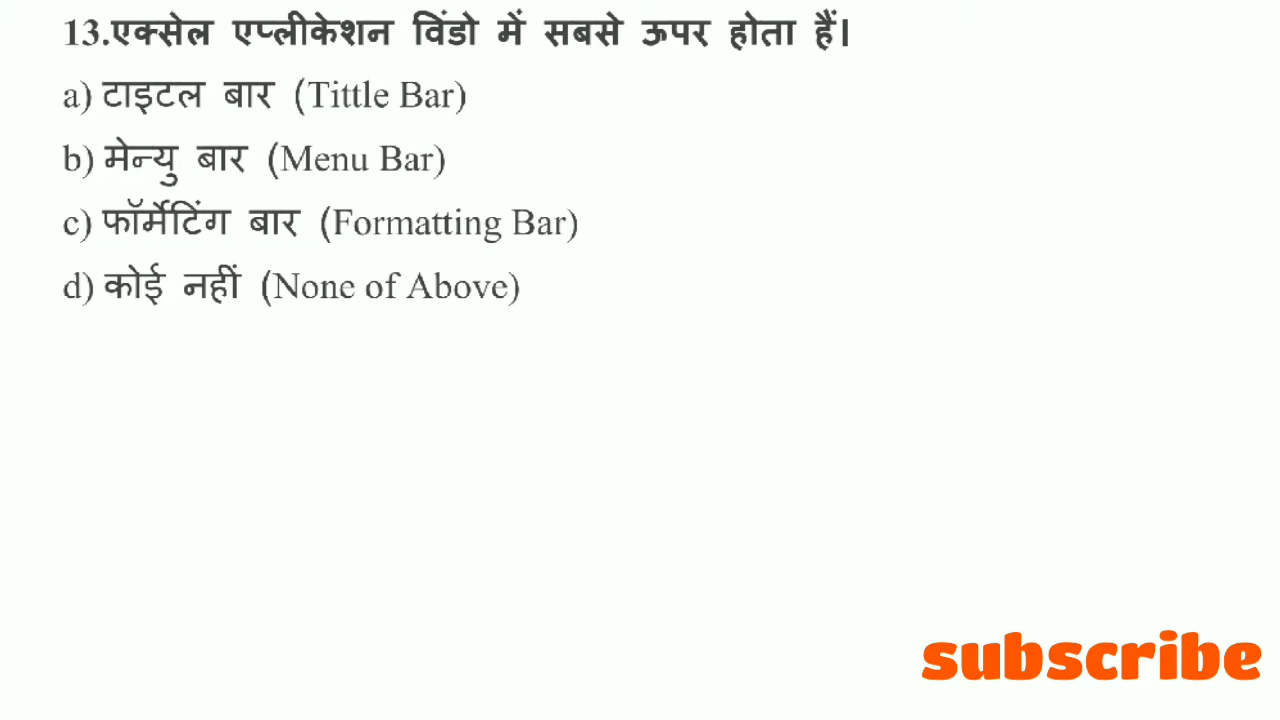 13.एक्सेल एप्लीकेशन विंडो में सबसे ऊपर होता हैं।
a) टाइटल बार (Tittle Bar)
b) मेन्यु बार (Menu Bar)
c) फॉर्मेटिंग बार (Formatting Bar)
d) कोई नहीं (None of Above)
subscribe